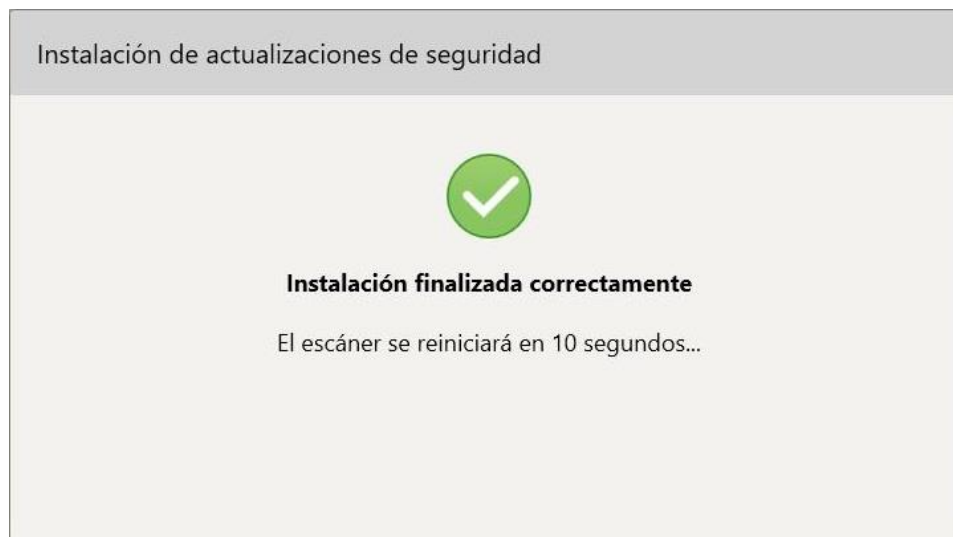 Instalación de actualizaciones de seguridad
Instalación finalizada correctamente
El escáner se reiniciará en 10 segundos...